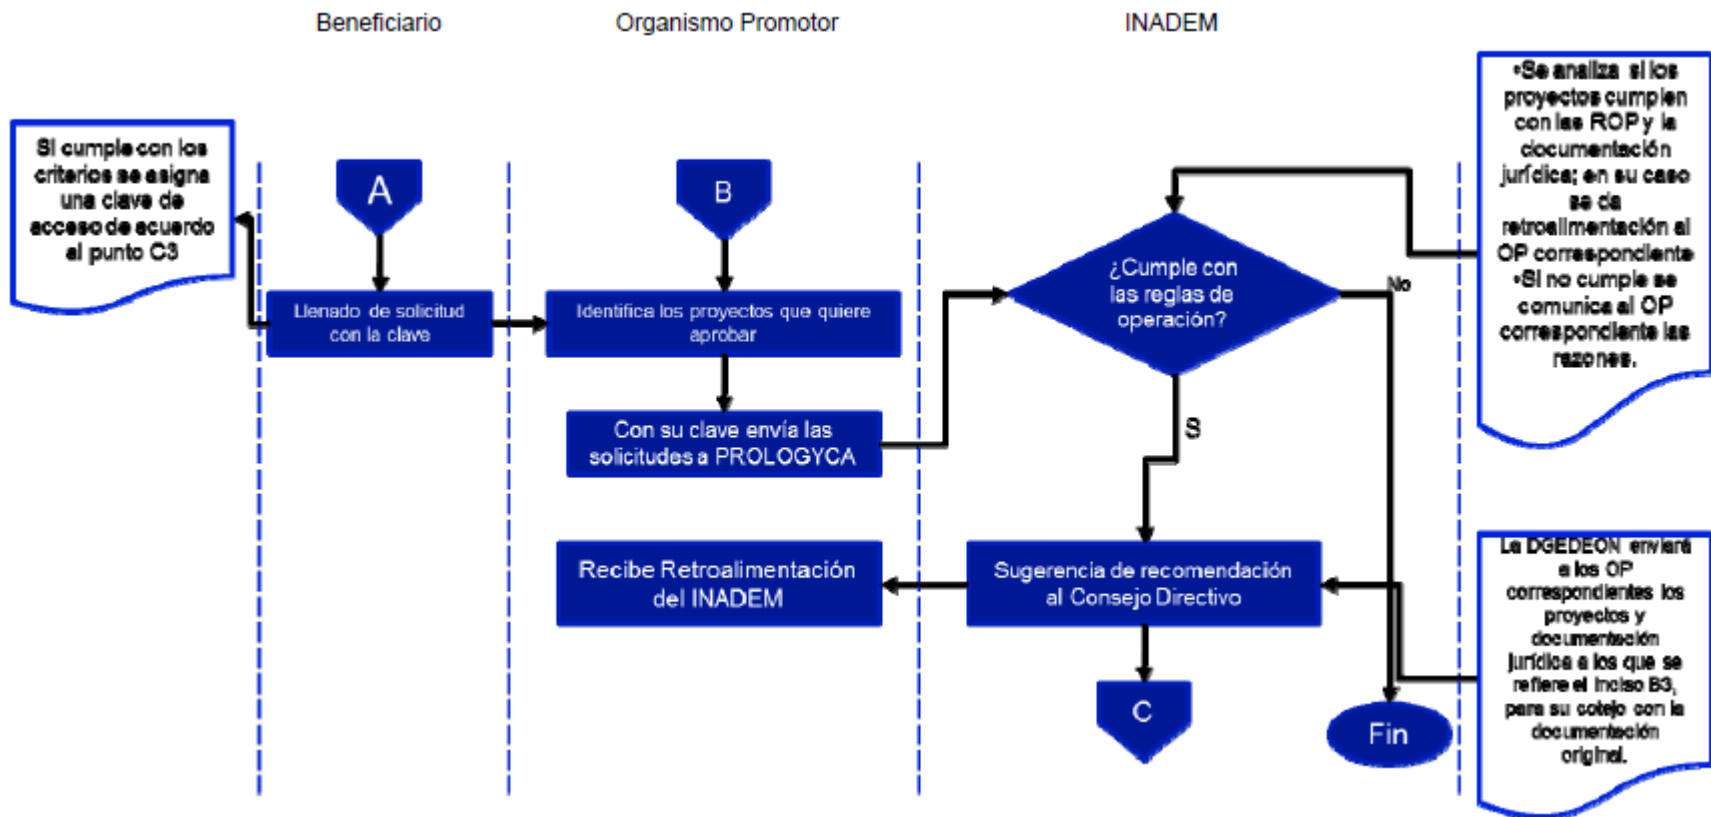 Beneficiario
Organismo Promotor
INADEM
Si cumple con los
criterios se asigna
una clave de
acceso de acuerdo
al punto C3
A
Llenado de solicitud
con la clave
B
Identifica los proyectos que quiere
aprobar
Con su clave envía las
solicitudes a PROLOGYCA
Recibe Retroalimentación
del INADEM
¿Cumple con
las reglas de
operación?
No
S
Sugerencia de recomendación
al Consejo Directivo
C
Fin
•Se analiza si los
proyectos cumplen
con las ROP y la
documentación
jurídica; en su caso
se da
retroalimentación al
OP correspondiente
•Si no cumple se
comunica al OP
correspondiente las
razones.
La DGEDEON enviará
a los OP
correspondientes los
proyectos y
documentación
jurídica a los que se
refiere el inciso B3,
para su cotejo con la
documentación
original.